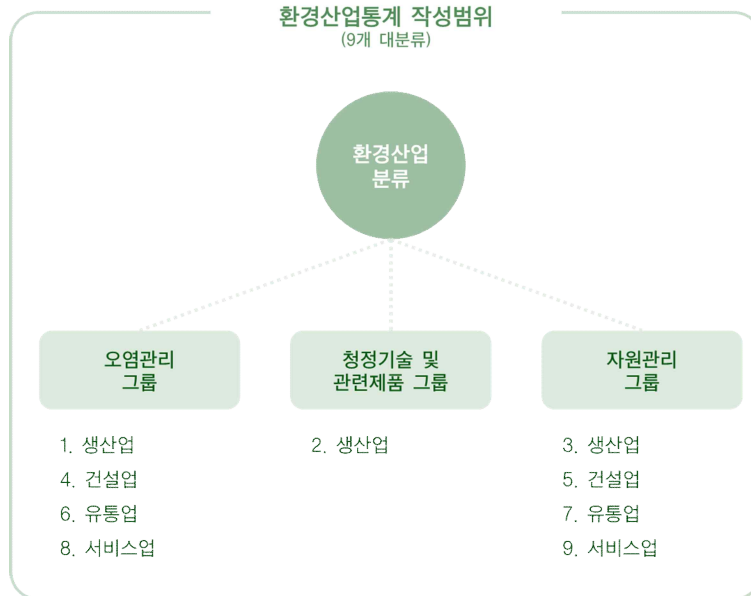 환경산업통계 작성범위
(9개 대분류)
환경산업
분류
오염관리
그룹
1. 생산업
4. 건설업
6. 유통업
8. 서비스업
청정기술 및
관련제품 그룹
2. 생산업
자원관리
그룹
3. 생산업
5. 건설업
7. 유통업
9. 서비스업